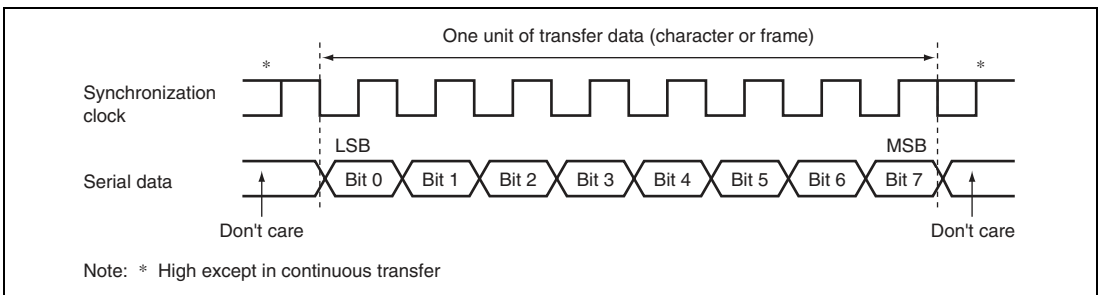 One unit of transfer data (character or frame)
* *
Synchronization
clock
LSB MSB
Serial data Bit 0 Bit 1 Bit 2 Bit 3 Bit 4 Bit 5 Bit 6 Bit 7
Don't care Don't care
Note: * High except in continuous transfer